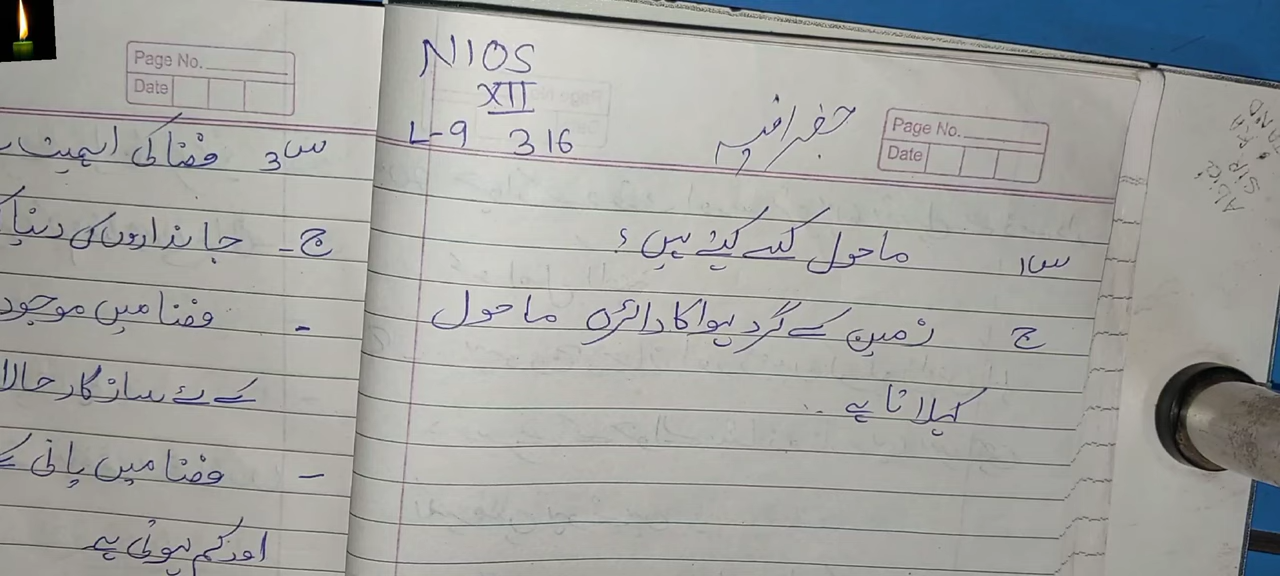 NIOS
XII
L-9 316
جغرافیہ
Page No.
Date
س1 ماحول کسے کہتے ہیں؟
ج زمین کے گرد ہوا کا دائرہ ماحول
کہلاتا ہے
Page No.
Date
س3 فضا کی اہمیت
ج۔ جانداروں کی دنیا
۔ فضا میں موجود
کے لئے سازگار حالا
۔ فضا میں پانی کے
اور کم ہوتی ہے